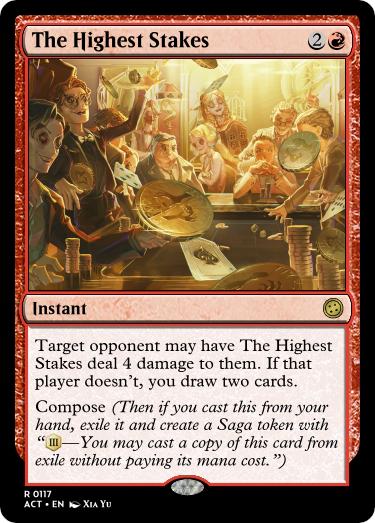 The Highest Stakes 2
Instant
Target opponent may have The Highest
Stakes deal 4 damage to them. If that
player doesn't, you draw two cards.
Compose (Then if you cast this from your
hand, exile it and create a Saga token with
“III—You may cast a copy of this card from
exile without paying its mana cost.”)
R 0117
ACT • EN Xia Yu